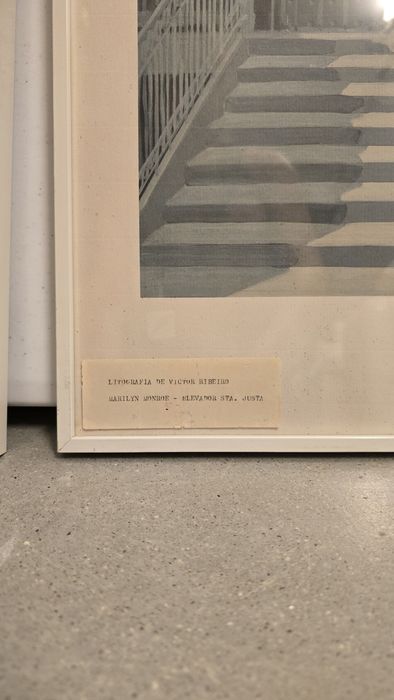 LITOGRAFIA DE VICTOR RIBEIRO
MARILYN MONROE - ELEVADOR STA. JUSTA